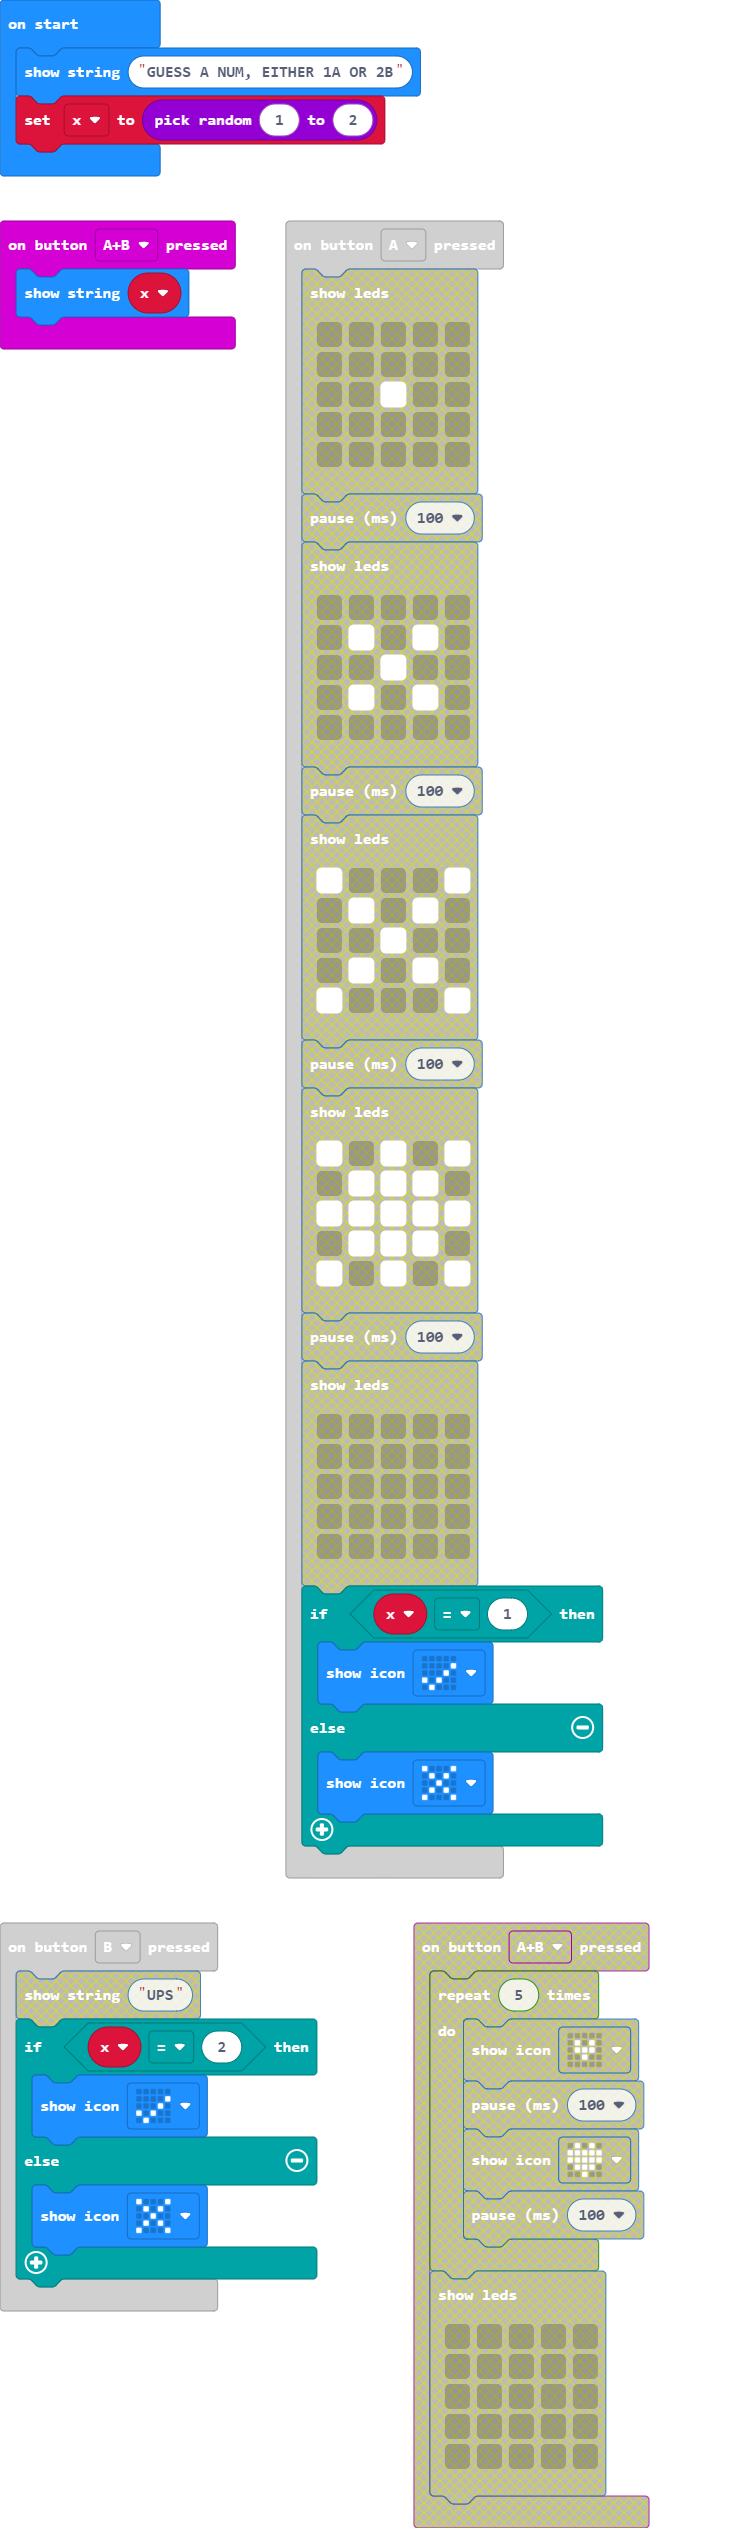 on start
show string "GUESS A NUM, EITHER 1A OR 2B"
set x to pick random 1 to 2
on button A+B pressed
show string x
on button A pressed
show leds
pause (ms) 100
show leds
pause (ms) 100
show leds
pause (ms) 100
show leds
pause (ms) 100
show leds
if x = 1 then
show icon
else
show icon
on button B pressed
show string "UPS"
if x = 2 then
show icon
else
show icon
on button A+B pressed
repeat 5 times
do
show icon
pause (ms) 100
show icon
pause (ms) 100
show leds